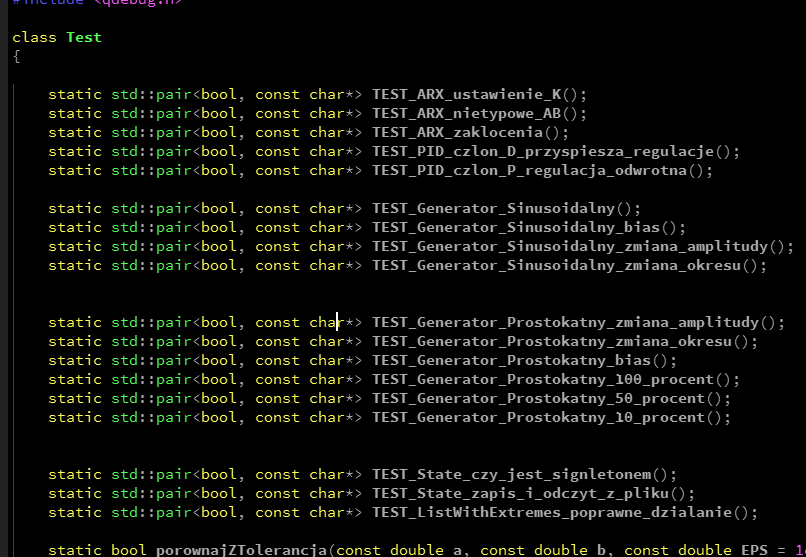 #include <qdebug.h>
class Test
{
static std::pair<bool, const char*> TEST_ARX_ustawienie_K();
static std::pair<bool, const char*> TEST_ARX_nietypowe_AB();
static std::pair<bool, const char*> TEST_ARX_zaklocenia();
static std::pair<bool, const char*> TEST_PID_czlon_D_przyspiesza_regulacje();
static std::pair<bool, const char*> TEST_PID_czlon_P_regulacja_odwrotna();
static std::pair<bool, const char*> TEST_Generator_Sinusoidalny();
static std::pair<bool, const char*> TEST_Generator_Sinusoidalny_bias();
static std::pair<bool, const char*> TEST_Generator_Sinusoidalny_zmiana_amplitudy();
static std::pair<bool, const char*> TEST_Generator_Sinusoidalny_zmiana_okresu();
static std::pair<bool, const char*> TEST_Generator_Prostokatny_zmiana_amplitudy();
static std::pair<bool, const char*> TEST_Generator_Prostokatny_zmiana_okresu();
static std::pair<bool, const char*> TEST_Generator_Prostokatny_bias();
static std::pair<bool, const char*> TEST_Generator_Prostokatny_100_procent();
static std::pair<bool, const char*> TEST_Generator_Prostokatny_50_procent();
static std::pair<bool, const char*> TEST_Generator_Prostokatny_10_procent();
static std::pair<bool, const char*> TEST_State_czy_jest_signletonem();
static std::pair<bool, const char*> TEST_State_zapis_i_odczyt_z_pliku();
static std::pair<bool, const char*> TEST_ListWithExtremes_poprawne_dzialanie();
static bool porownajZTolerancja(const double a, const double b, const double EPS =